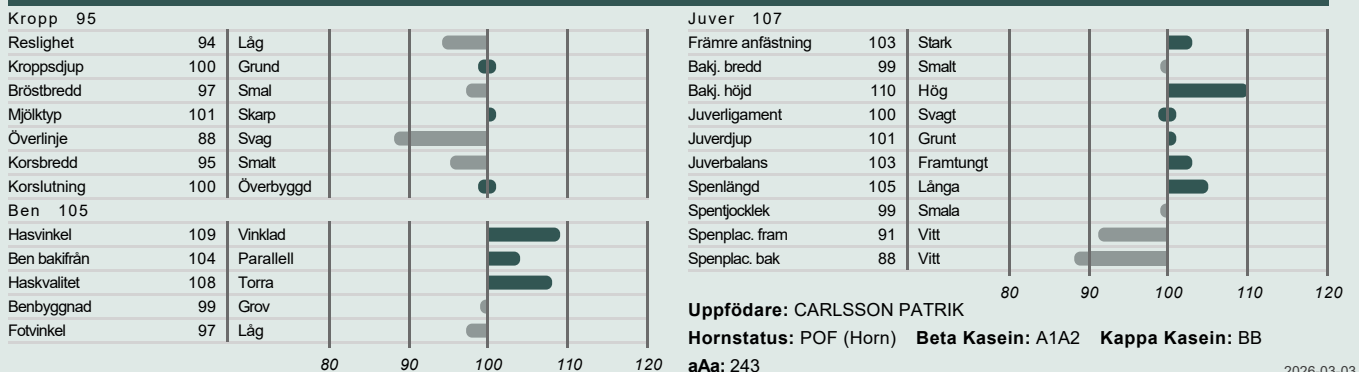 Kropp 95
Reslighet 94 Låg
Kroppsdjup 100 Grund
Bröstbredd 97 Smal
Mjölktyp 101 Skarp
Överlinje 88 Svag
Korsbredd 95 Smalt
Korslutning 100 Överbyggd
Ben 105
Hasvinkel 109 Vinklad
Ben bakifrån 104 Parallell
Haskvalitet 108 Torra
Benbyggnad 99 Grov
Fotvinkel 97 Låg
80 90 100 110 120
Juver 107
Främre anfästning 103 Stark
Bakj. bredd 99 Smalt
Bakj. höjd 110 Hög
Juverligament 100 Svagt
Juverdjup 101 Grunt
Juverbalans 103 Framtungt
Spenlängd 105 Långa
Spentjocklek 99 Smala
Spenplac. fram 91 Vitt
Spenplac. bak 88 Vitt
80 90 100 110 120
Uppfödare: CARLSSON PATRIK
Hornstatus: POF (Horn) Beta Kasein: A1A2 Kappa Kasein: BB
aAa: 243
2026-03-03